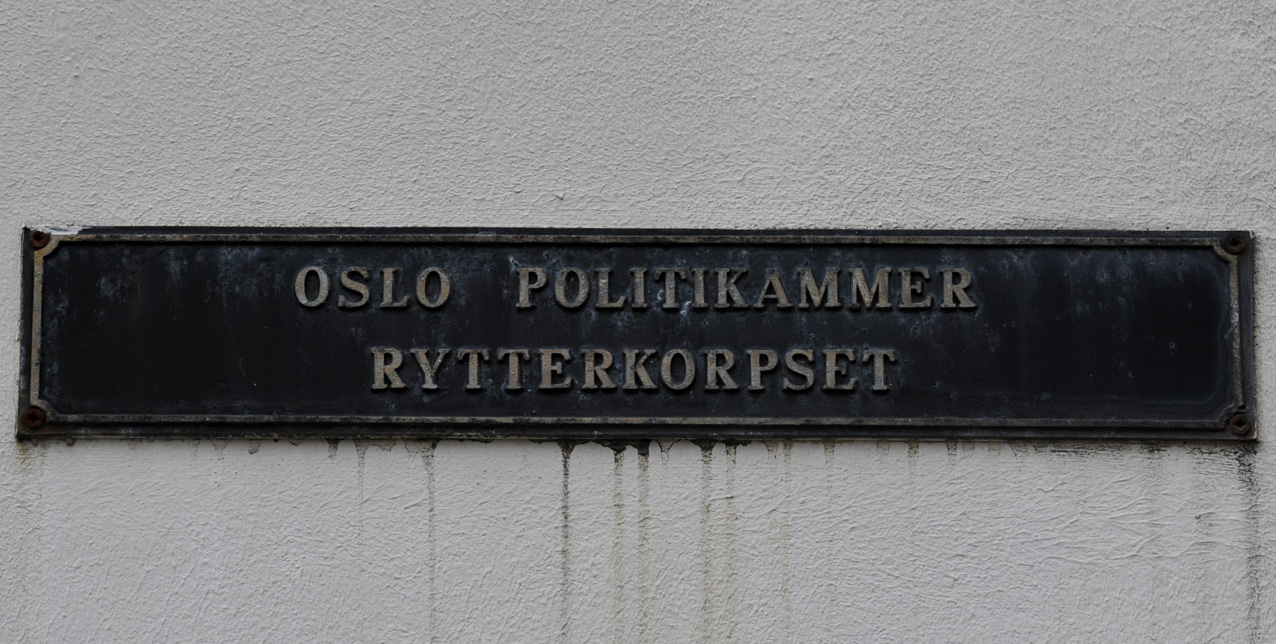 OSLO POLITIKAMMER
RYTTERKORPSET